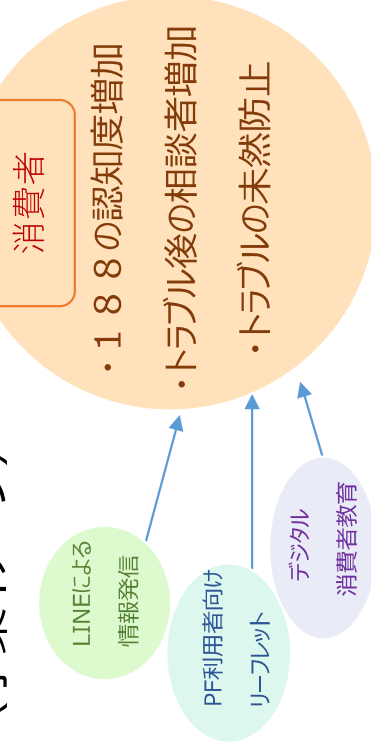 消費者
・１８８の認知度増加
・トラブル後の相談者増加
・トラブルの未然防止
LINEによる
情報発信
PF利用者向け
リーフレット
デジタル
消費者教育